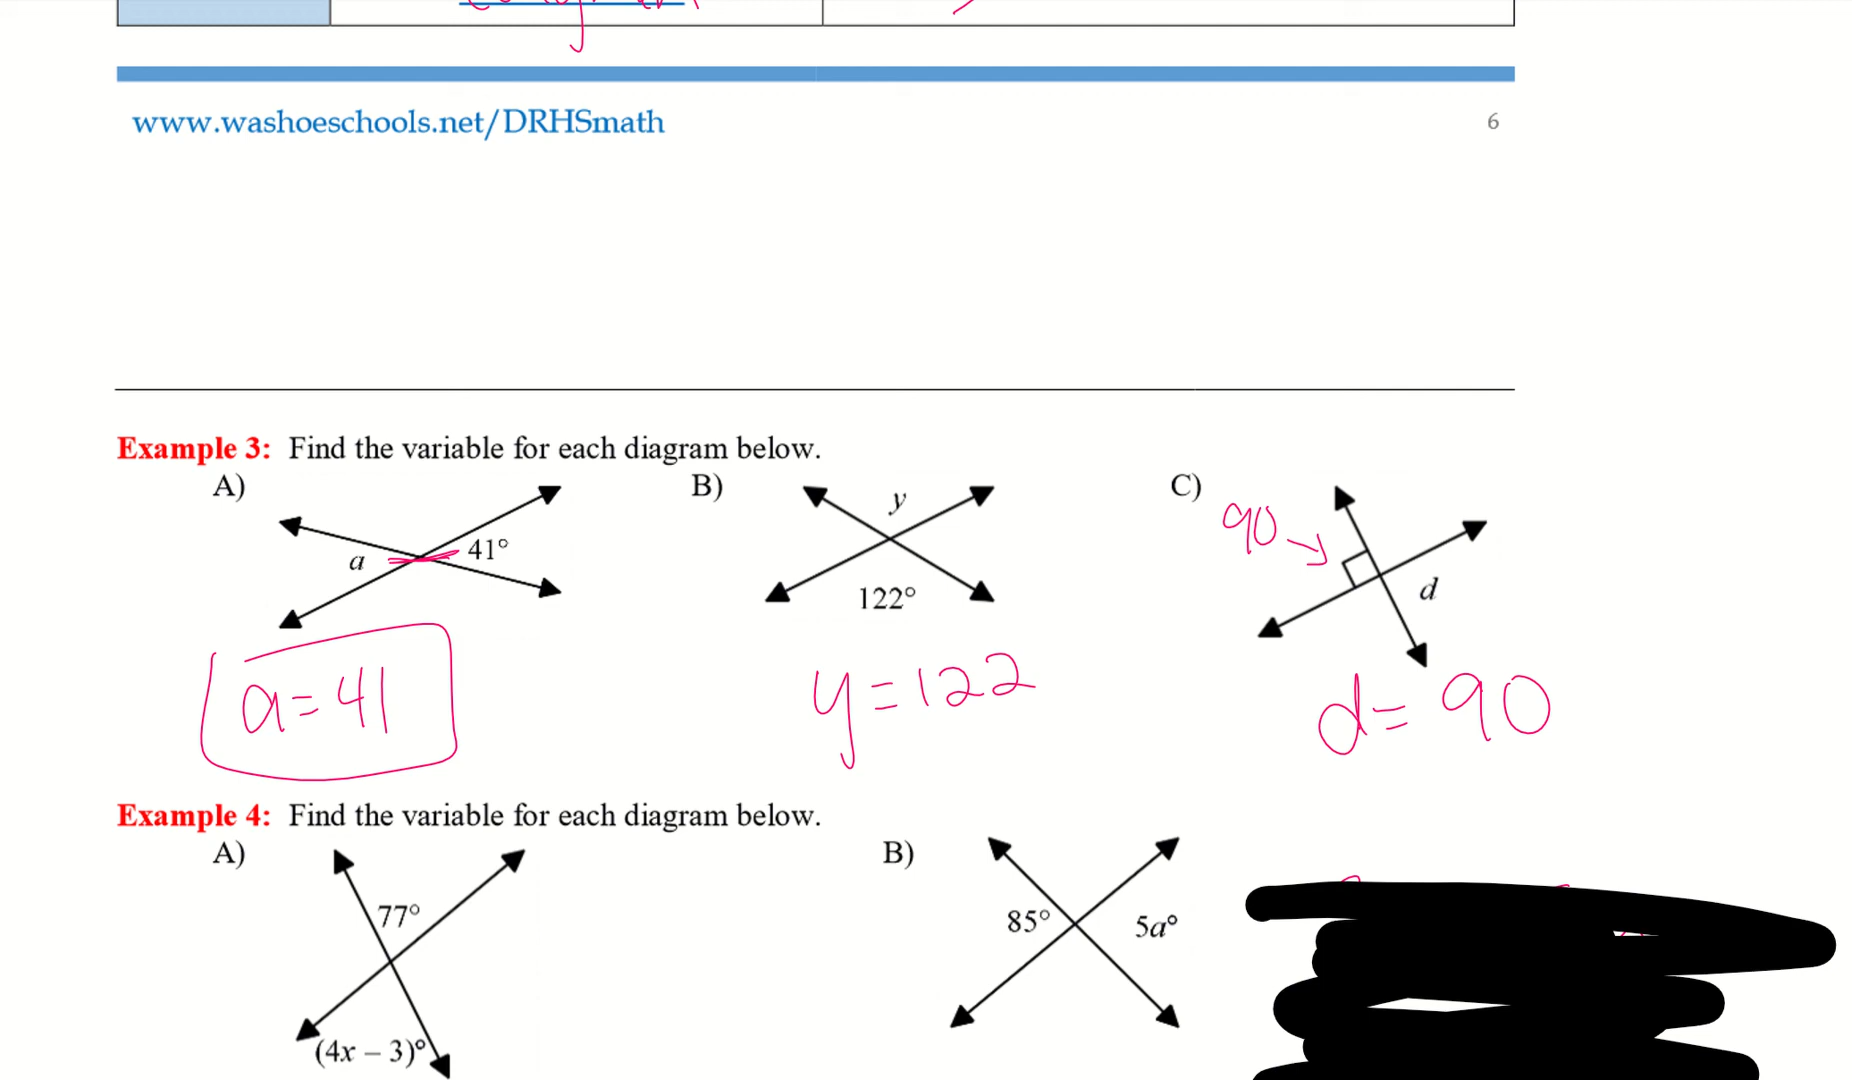 www.washoeschools.net/DRHSmath
6
Example 3: Find the variable for each diagram below.
A)
B)
C)
a
41°
y
122°
90
d
a=41
y=122
d=90
Example 4: Find the variable for each diagram below.
A)
B)
77°
85°
5a°
(4x – 3)°